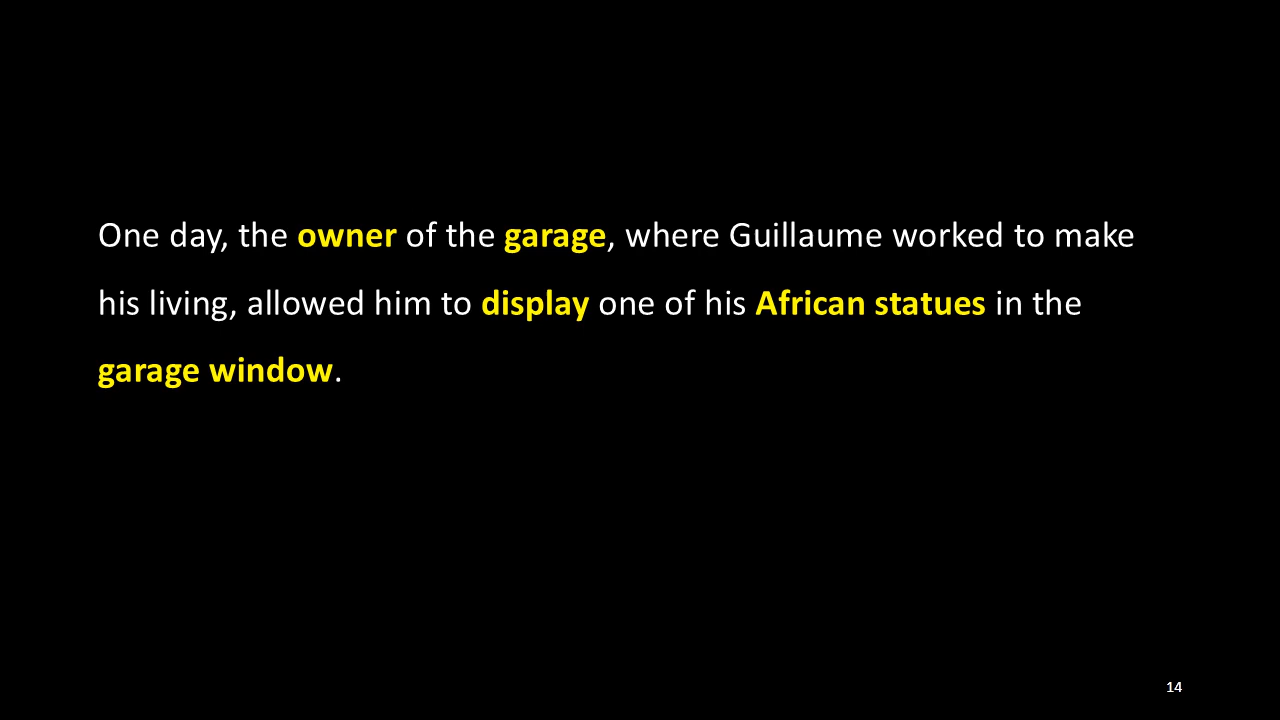 One day, the owner of the garage, where Guillaume worked to make
his living, allowed him to display one of his African statues in the
garage window.
14